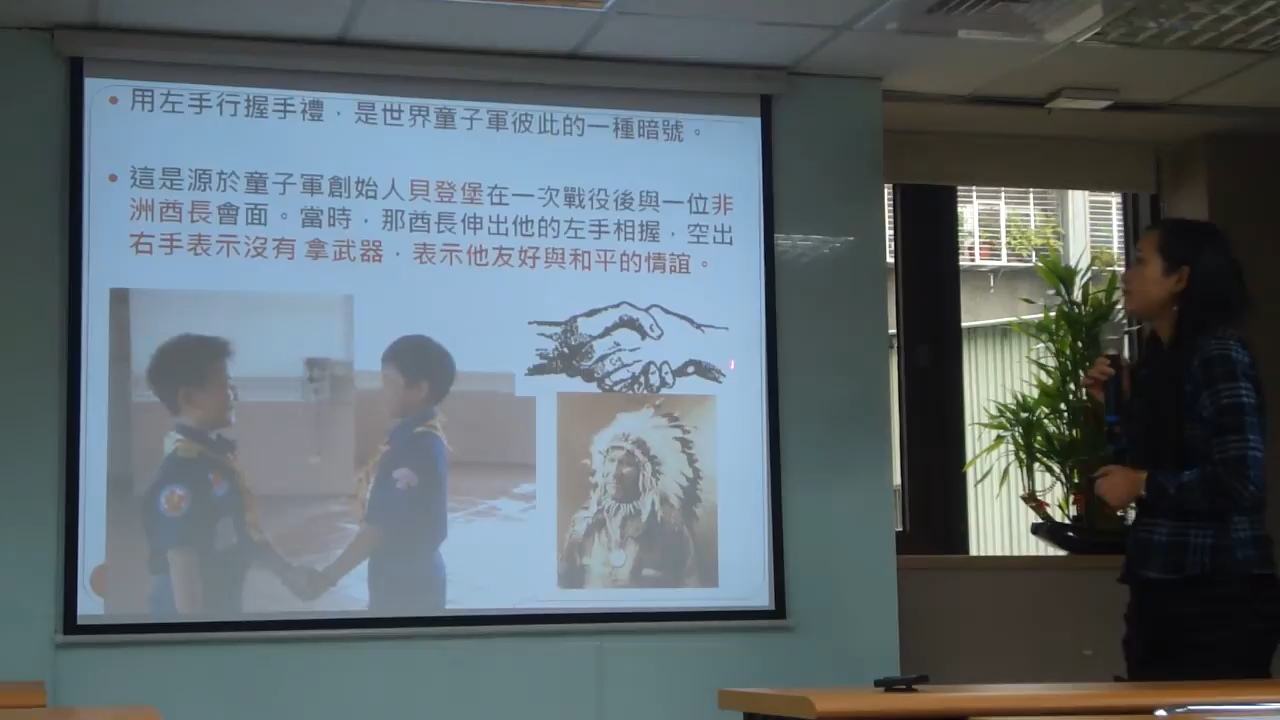 用左手行握手禮，是世界童子軍彼此的一種暗號。
這是源於童子軍創始人貝登堡在一次戰役後與一位非
洲酋長會面。當時，那酋長伸出他的左手相握，空出
右手表示沒有 拿武器，表示他友好與和平的情誼。